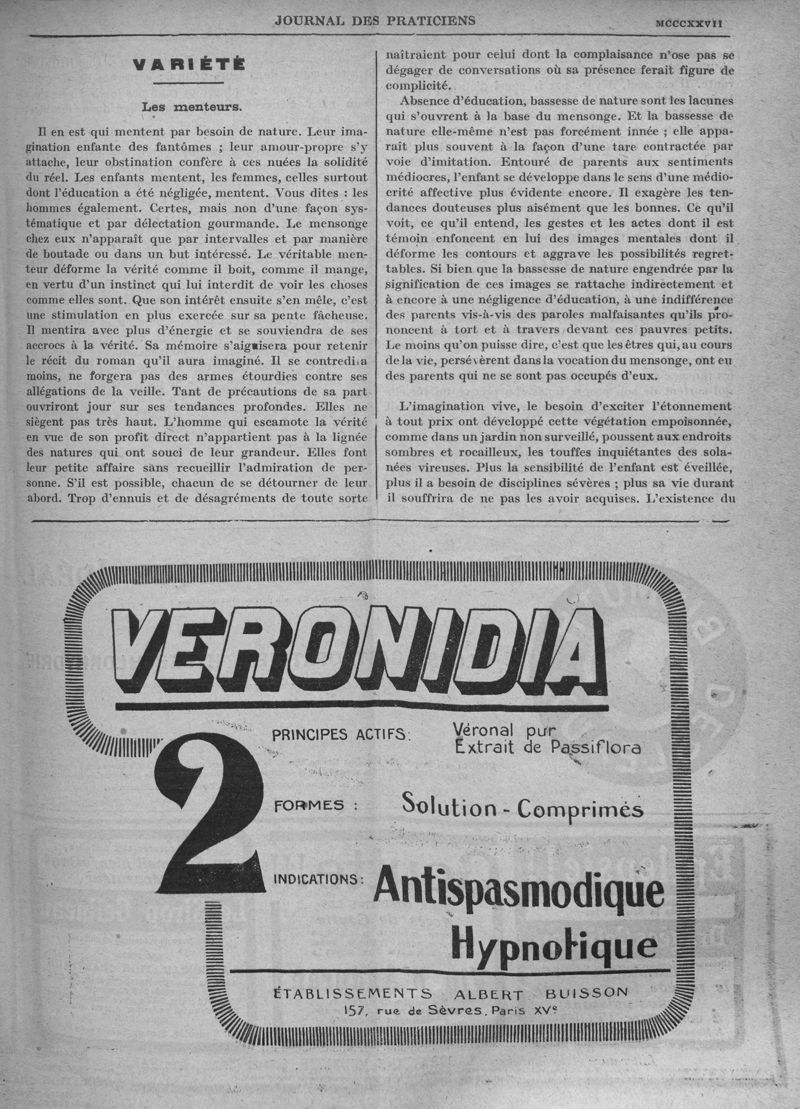 JOURNAL DES PRATICIENS
MCCCXXVII
VARIÉTÉ
Les menteurs.
Il en est qui mentent par besoin de nature. Leur ima-
gination enfante des fantômes ; leur amour-propre s'y
attache, leur obstination confère à ces nuées la solidité
du réel. Les enfants mentent, les femmes, celles surtout
dont l'éducation a été négligée, mentent. Vous dites : les
hommes également. Certes, mais non d'une façon sys-
tématique et par délectation gourmande. Le mensonge
chez eux n'apparaît que par intervalles et par manière
de boutade ou dans un but intéressé. Le véritable men-
teur déforme la vérité comme il boit, comme il mange,
en vertu d'un instinct qui lui interdit de voir les choses
comme elles sont. Que son intérêt ensuite s'en mêle, c'est
une stimulation en plus exercée sur sa pente fâcheuse.
Il mentira avec plus d'énergie et se souviendra de ses
accrocs à la vérité. Sa mémoire s'aiguisera pour retenir
le récit du roman qu'il aura imaginé. Il se contredira
moins, ne forgera pas des armes étourdies contre ses
allégations de la veille. Tant de précautions de sa part
ouvriront jour sur ses tendances profondes. Elles ne
siègent pas très haut. L'homme qui escamote la vérité
en vue de son profit direct n'appartient pas à la lignée
des natures qui ont souci de leur grandeur. Elles font
leur petite affaire sans recueillir l'admiration de per-
sonne. S'il est possible, chacun de se détourner de leur
abord. Trop d'ennuis et de désagréments de toute sorte
naîtraient pour celui dont la complaisance n'ose pas se
dégager de conversations où sa présence ferait figure de
complicité.
Absence d'éducation, bassesse de nature sont les lacunes
qui s'ouvrent à la base du mensonge. Et la bassesse de
nature elle-même n'est pas forcément innée ; elle appa-
raît plus souvent à la façon d'une tare contractée par
voie d'imitation. Entouré de parents aux sentiments
médiocres, l'enfant se développe dans le sens d'une médio-
crité affective plus évidente encore. Il exagère les ten-
dances douteuses plus aisément que les bonnes. Ce qu'il
voit, ce qu'il entend, les gestes et les actes dont il est
témoin enfoncent en lui des images mentales dont il
déforme les contours et aggrave les possibilités regret-
tables. Si bien que la bassesse de nature engendrée par la
signification de ces images se rattache indirectement et
à encore à une négligence d'éducation, à une indifférence
des parents vis-à-vis des paroles malfaisantes qu'ils pro-
noncent à tort et à travers devant ces pauvres petits.
Le moins qu'on puisse dire, c'est que les êtres qui, au cours
de la vie, persévèrent dans la vocation du mensonge, ont eu
des parents qui ne se sont pas occupés d'eux.
L'imagination vive, le besoin d'exciter l'étonnement
à tout prix ont développé cette végétation empoisonnée,
comme dans un jardin non surveillé, poussent aux endroits
sombres et rocailleux, les touffes inquiétantes des sola-
nées vireuses. Plus la sensibilité de l'enfant est éveillée,
plus il a besoin de disciplines sévères ; plus sa vie durant
il souffrira de ne pas les avoir acquises. L'existence du
VERONIDIA
2
PRINCIPES ACTIFS: Véronal pur
Extrait de Passiflora
FORMES : Solution - Comprimés
INDICATIONS: Antispasmodique
Hypnotique
ÉTABLISSEMENTS ALBERT BUISSON
157, rue de Sèvres. Paris XVe